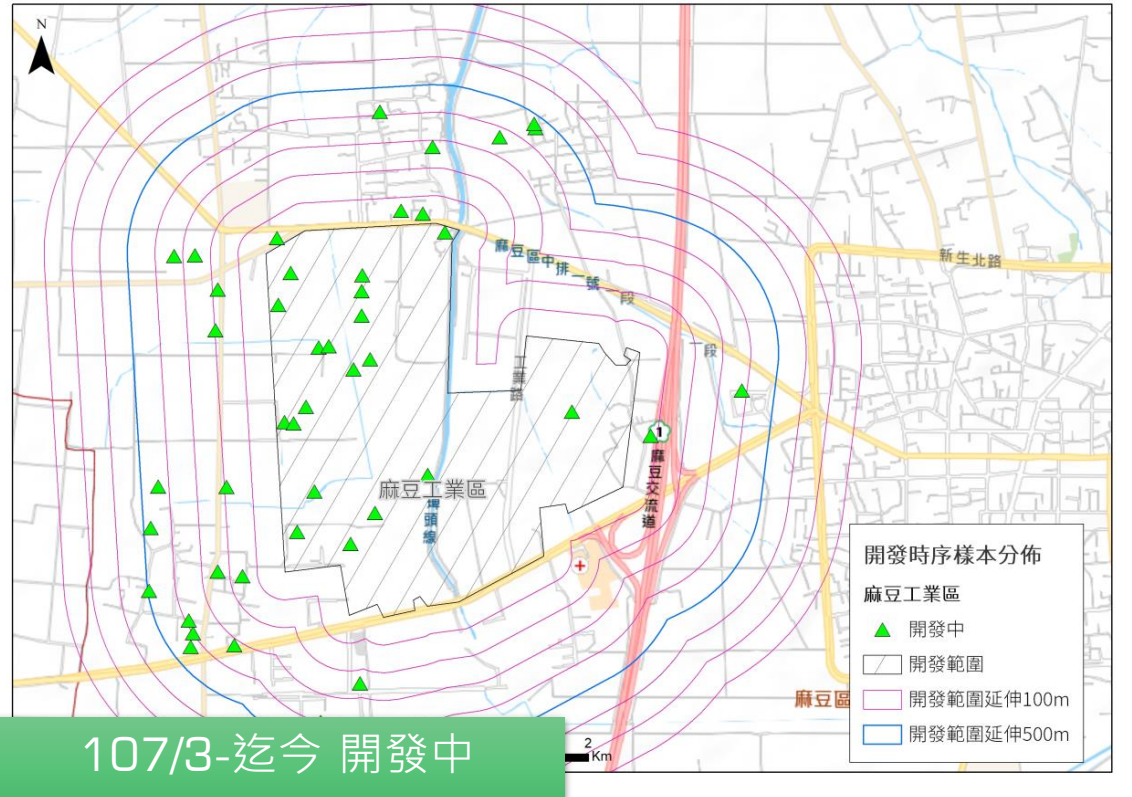 N
新生北路
麻豆區中排一號
一段
一段
工業路
1
麻豆交流道
麻豆工業區
埤頭線
麻豆區
開發時序樣本分佈
麻豆工業區
開發中
開發範圍
開發範圍延伸100m
開發範圍延伸500m
2
Km
107/3-迄今 開發中